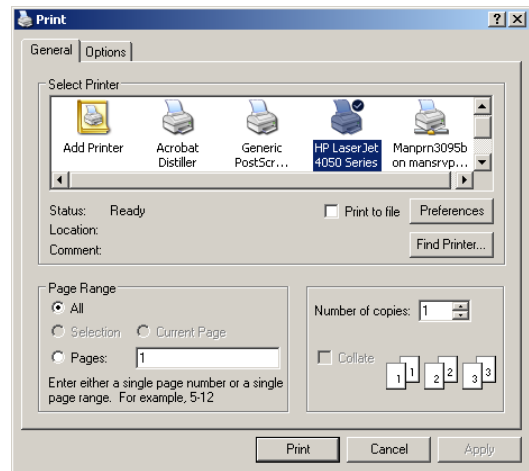 Print
General Options
Select Printer
Add Printer
Acrobat
Distiller
Generic
PostScr...
HP LaserJet
4050 Series
Manprn3095b
on mansrvp...
Status: Ready
Print to file
Preferences
Location:
Comment:
Find Printer...
Page Range
All
Selection Current Page
Pages: 1
Enter either a single page number or a single
page range. For example, 5-12
Number of copies: 1
Collate
1 1 2 2 3 3
Print Cancel Apply